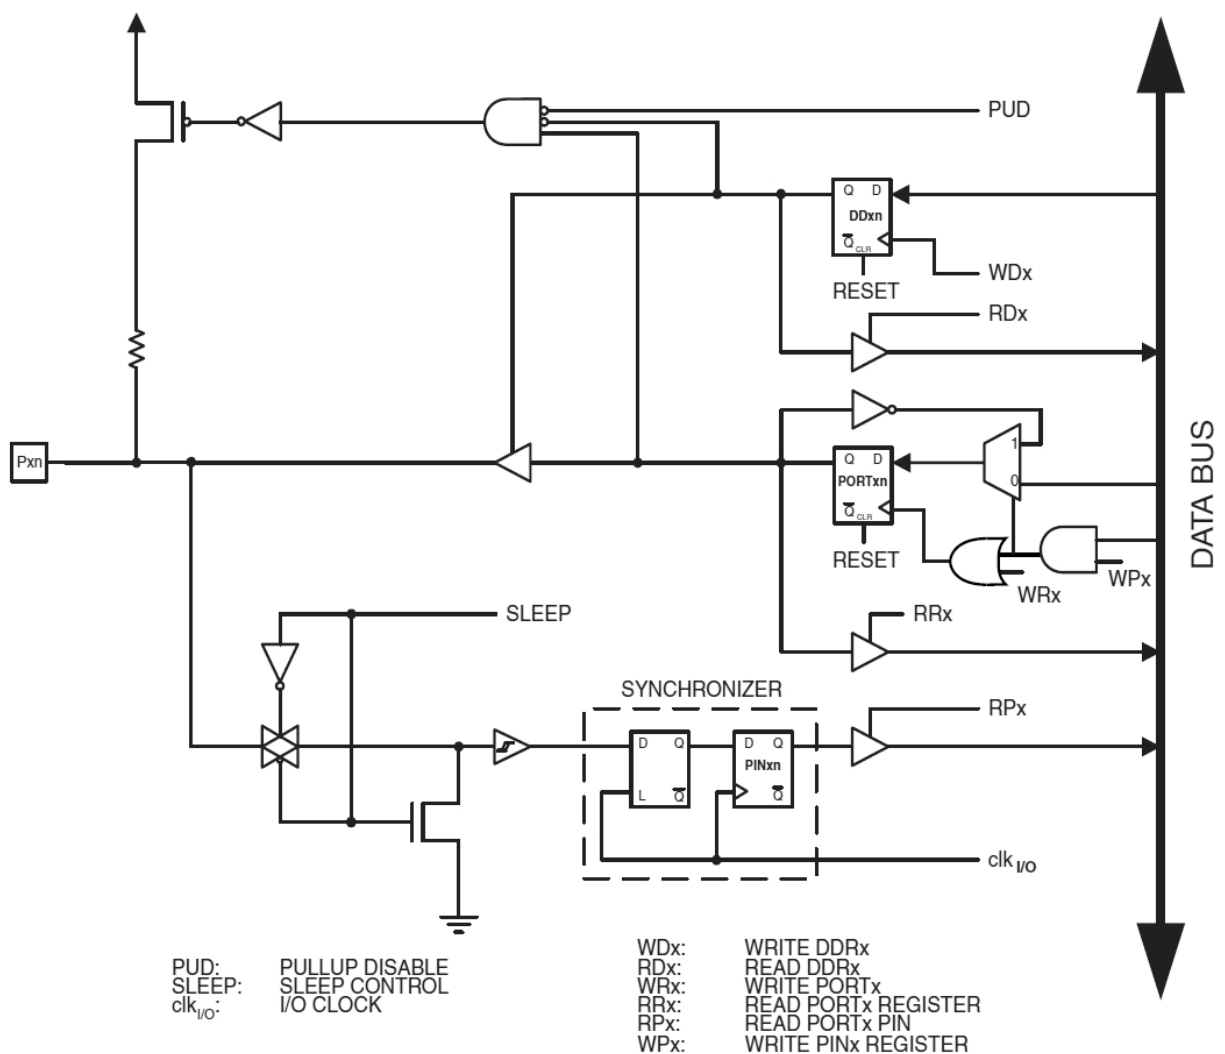 PUD
Q D
DDxn
Q CLR
WDx
RESET
RDx
Pxn
1
Q D
PORTxn
0
Q CLR
RESET
WRx
WPx
DATA BUS
SLEEP
RRx
SYNCHRONIZER
RPx
D Q
D Q
PINxn
L Q
Q
clk I/O
PUD: PULLUP DISABLE
SLEEP: SLEEP CONTROL
clk I/O: I/O CLOCK
WDx: WRITE DDRx
RDx: READ DDRx
WRx: WRITE PORTx
RRx: READ PORTx REGISTER
RPx: READ PORTx PIN
WPx: WRITE PINx REGISTER